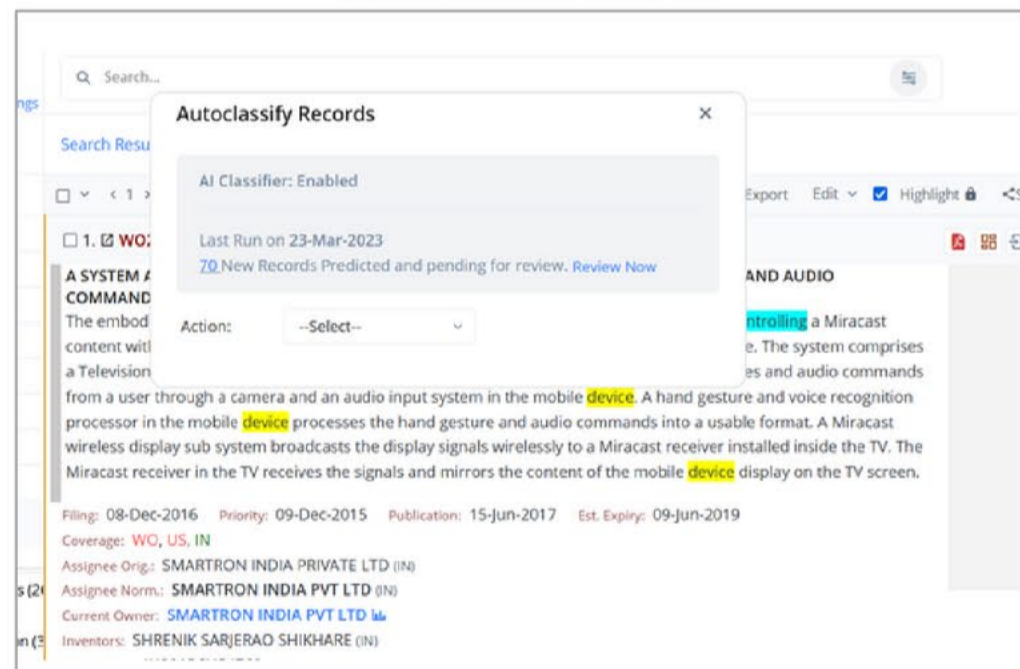 Search...
ngs
Autoclassify Records
Search Resu
AI Classifier: Enabled
< 1 >
Export Edit Highlight
Last Run on 23-Mar-2023
1. WO
70 New Records Predicted and pending for review. Review Now
A SYSTEM A AND AUDIO
COMMAND
The embod ntrolling a Miracast
Action: --Select--
content with e. The system comprises
a Television es and audio commands
from a user through a camera and an audio input system in the mobile device. A hand gesture and voice recognition
processor in the mobile device processes the hand gesture and audio commands into a usable format. A Miracast
wireless display sub system broadcasts the display signals wirelessly to a Miracast receiver installed inside the TV. The
Miracast receiver in the TV receives the signals and mirrors the content of the mobile device display on the TV screen.
Filing: 08-Dec-2016 Priority: 09-Dec-2015 Publication: 15-Jun-2017 Est. Expiry: 09-Jun-2019
Coverage: WO, US, IN
Assignee Orig.: SMARTRON INDIA PRIVATE LTD (IN)
Assignee Norm.: SMARTRON INDIA PVT LTD (IN)
Current Owner: SMARTRON INDIA PVT LTD
Inventors: SHRENIK SARJERAO SHIKHARE (IN)